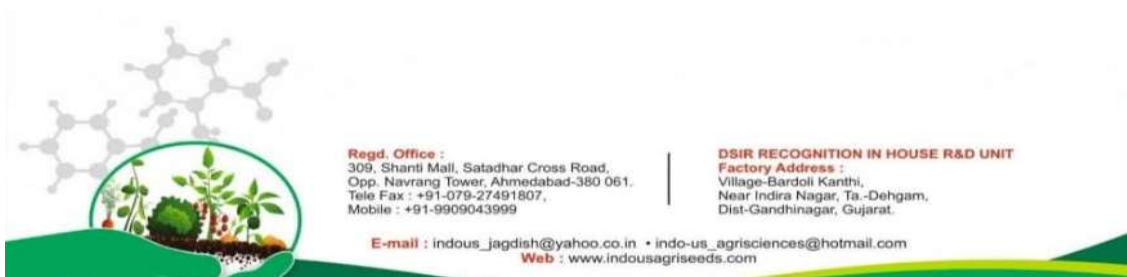 Regd. Office :
309, Shanti Mall, Satadhar Cross Road,
Opp. Navrang Tower, Ahmedabad-380 061.
Tele Fax : +91-079-27491807,
Mobile : +91-9909043999
DSIR RECOGNITION IN HOUSE R&D UNIT
Factory Address :
Village-Bardoli Kanthi,
Near Indira Nagar, Ta.-Dehgam,
Dist-Gandhinagar, Gujarat.
E-mail : indous_jagdish@yahoo.co.in • indo-us_agrisciences@hotmail.com
Web : www.indousagriseeds.com